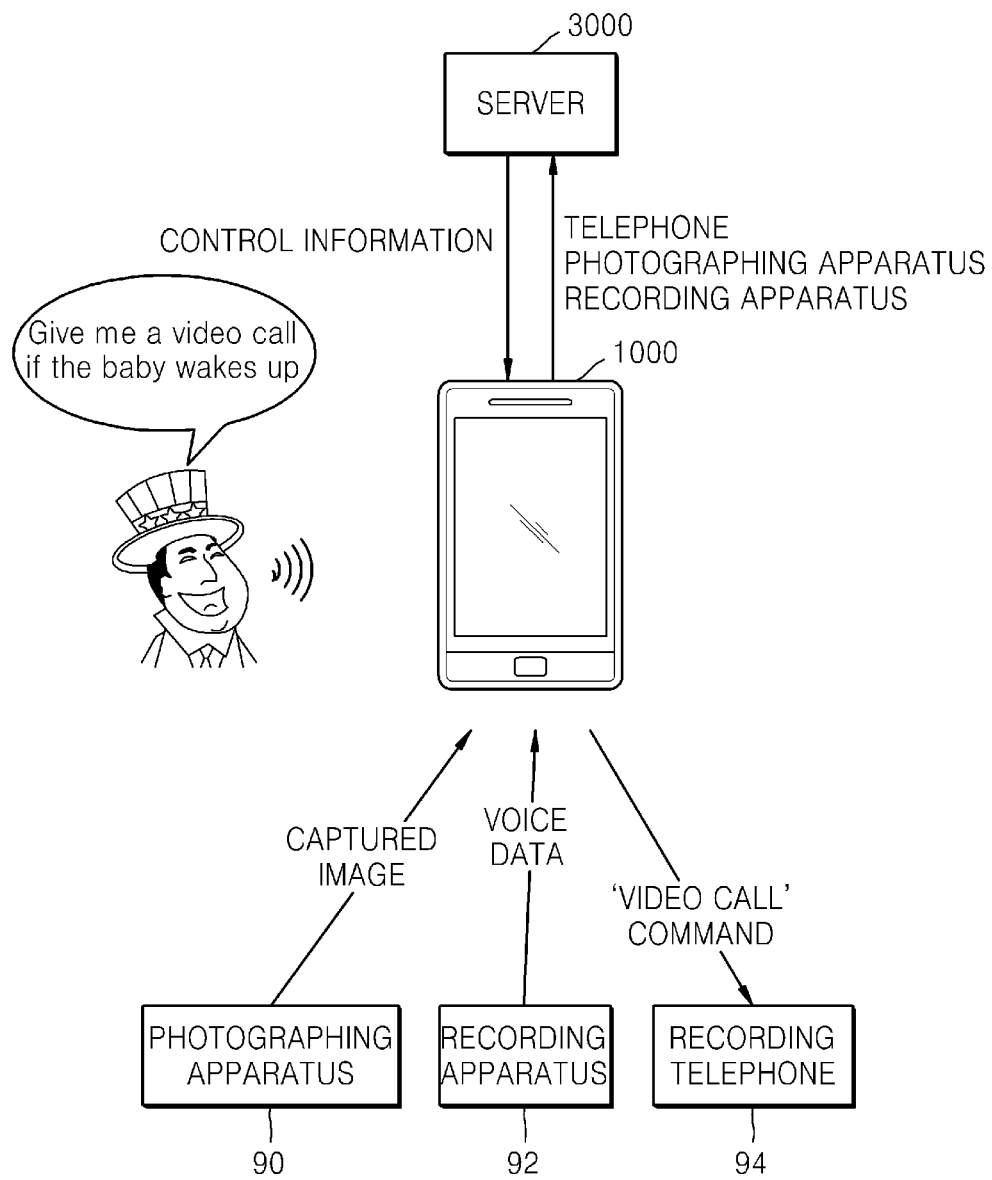 3000
SERVER
CONTROL INFORMATION
TELEPHONE
PHOTOGRAPHING APPARATUS
RECORDING APPARATUS
Give me a video call
if the baby wakes up
1000
CAPTURED
IMAGE
VOICE
DATA
‘VIDEO CALL’
COMMAND
PHOTOGRAPHING
APPARATUS
RECORDING
APPARATUS
RECORDING
TELEPHONE
90
92
94